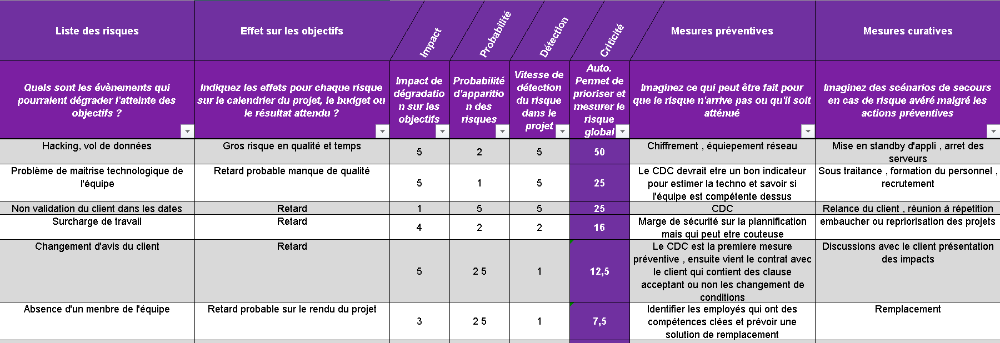 Liste des risques
Effet sur les objectifs
Impact
Probabilité
Détection
Criticité
Mesures préventives
Mesures curatives
Quels sont les évènements qui
pourraient dégrader l'atteinte des
objectifs ?
Indiquez les effets pour chaque risque
sur le calendrier du projet, le budget ou
le résultat attendu ?
Impact de
dégradatio
n sur les
objectifs
Probabilité
d'apparitio
n des
risques
Vitesse de
détection
du risque
dans le
projet
Auto.
Permet de
prioriser et
mesurer le
risque
global
Imaginez ce qui peut être fait pour
que le risque n'arrive pas ou qu'il soit
atténué
Imaginez des scénarios de secours
en cas de risque avéré malgré les
actions préventives
Hacking, vol de données
Gros risque en qualité et temps
5
2
5
50
Chiffrement , équiepement réseau
Mise en standby d'appli , arret des
serveurs
Problème de maitrise technologique de
l'équipe
Retard probable manque de qualité
5
1
5
25
Le CDC devrait etre un bon indicateur
pour estimer la techno et savoir si
l'équipe est compétente dessus
Sous traitance , formation du personnel ,
recrutement
Non validation du client dans les dates
Retard
1
5
5
25
CDC
Relance du client , réunion à répetition
Surcharge de travail
Retard
4
2
2
16
Marge de sécurité sur la plannification
mais qui peut etre couteuse
embaucher ou repriorisation des projets
Changement d'avis du client
Retard
5
2 5
1
12,5
Le CDC est la premiere mesure
préventive , ensuite vient le contrat avec
le client qui contient des clause
acceptant ou non les changement de
conditions
Discussions avec le client présentation
des impacts
Absence d'un menbre de l'équipe
Retard probable sur le rendu du projet
3
2 5
1
7,5
Identifier les employés qui ont des
compétences clées et prévoir une
solution de remplacement
Remplacement